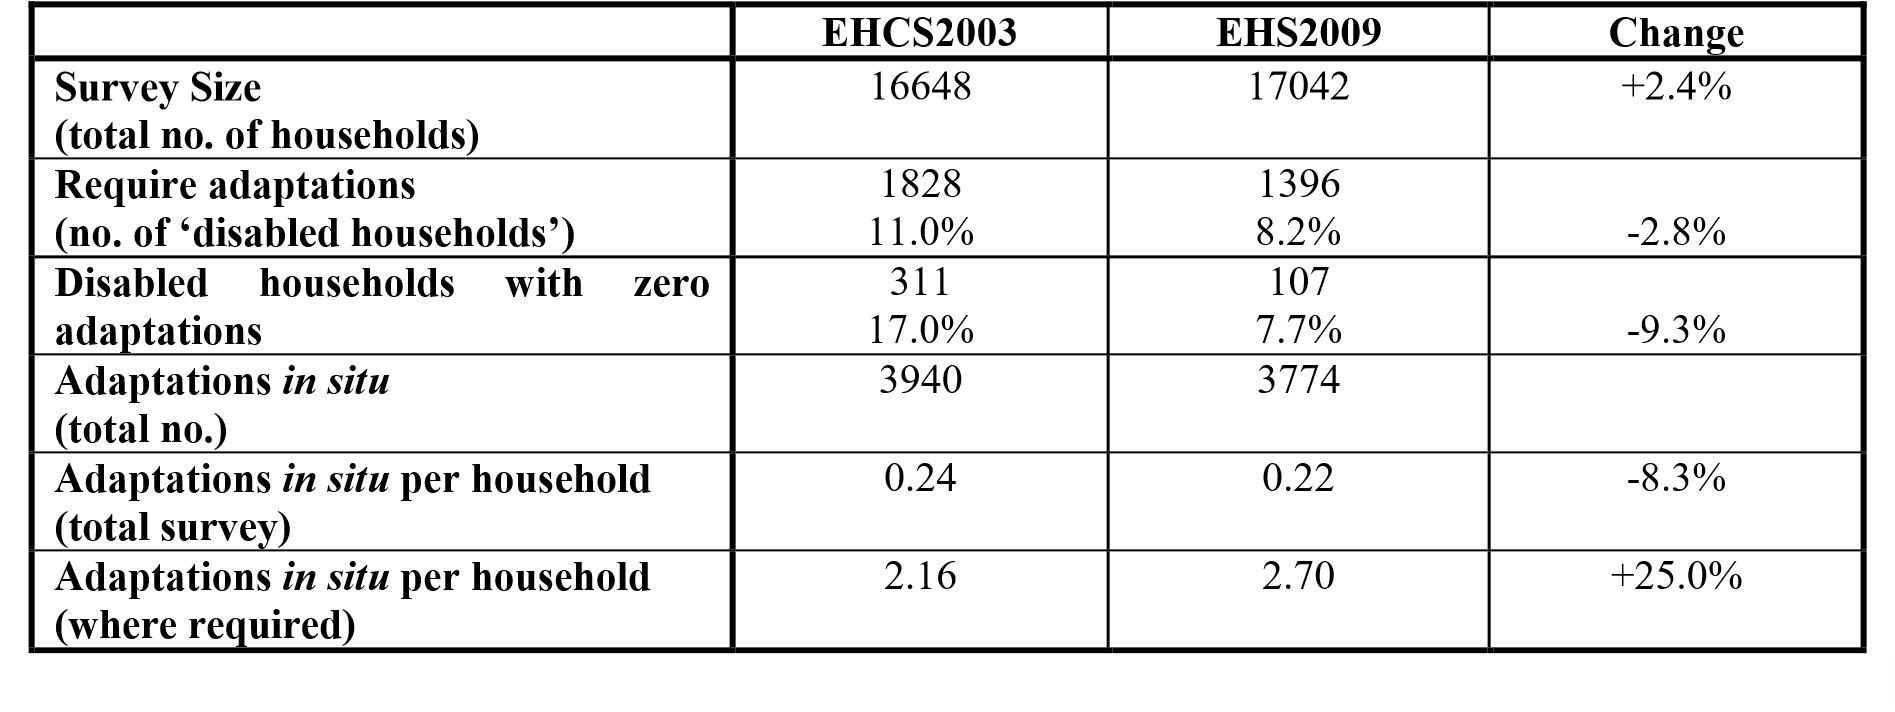 EHCS2003 EHS2009 Change
Survey Size 16648 17042 +2.4%
(total no. of households)
Require adaptations 1828 1396
(no. of ‘disabled households’) 11.0% 8.2% -2.8%
Disabled households with zero 311 107
adaptations 17.0% 7.7% -9.3%
Adaptations in situ 3940 3774
(total no.)
Adaptations in situ per household 0.24 0.22 -8.3%
(total survey)
Adaptations in situ per household 2.16 2.70 +25.0%
(where required)